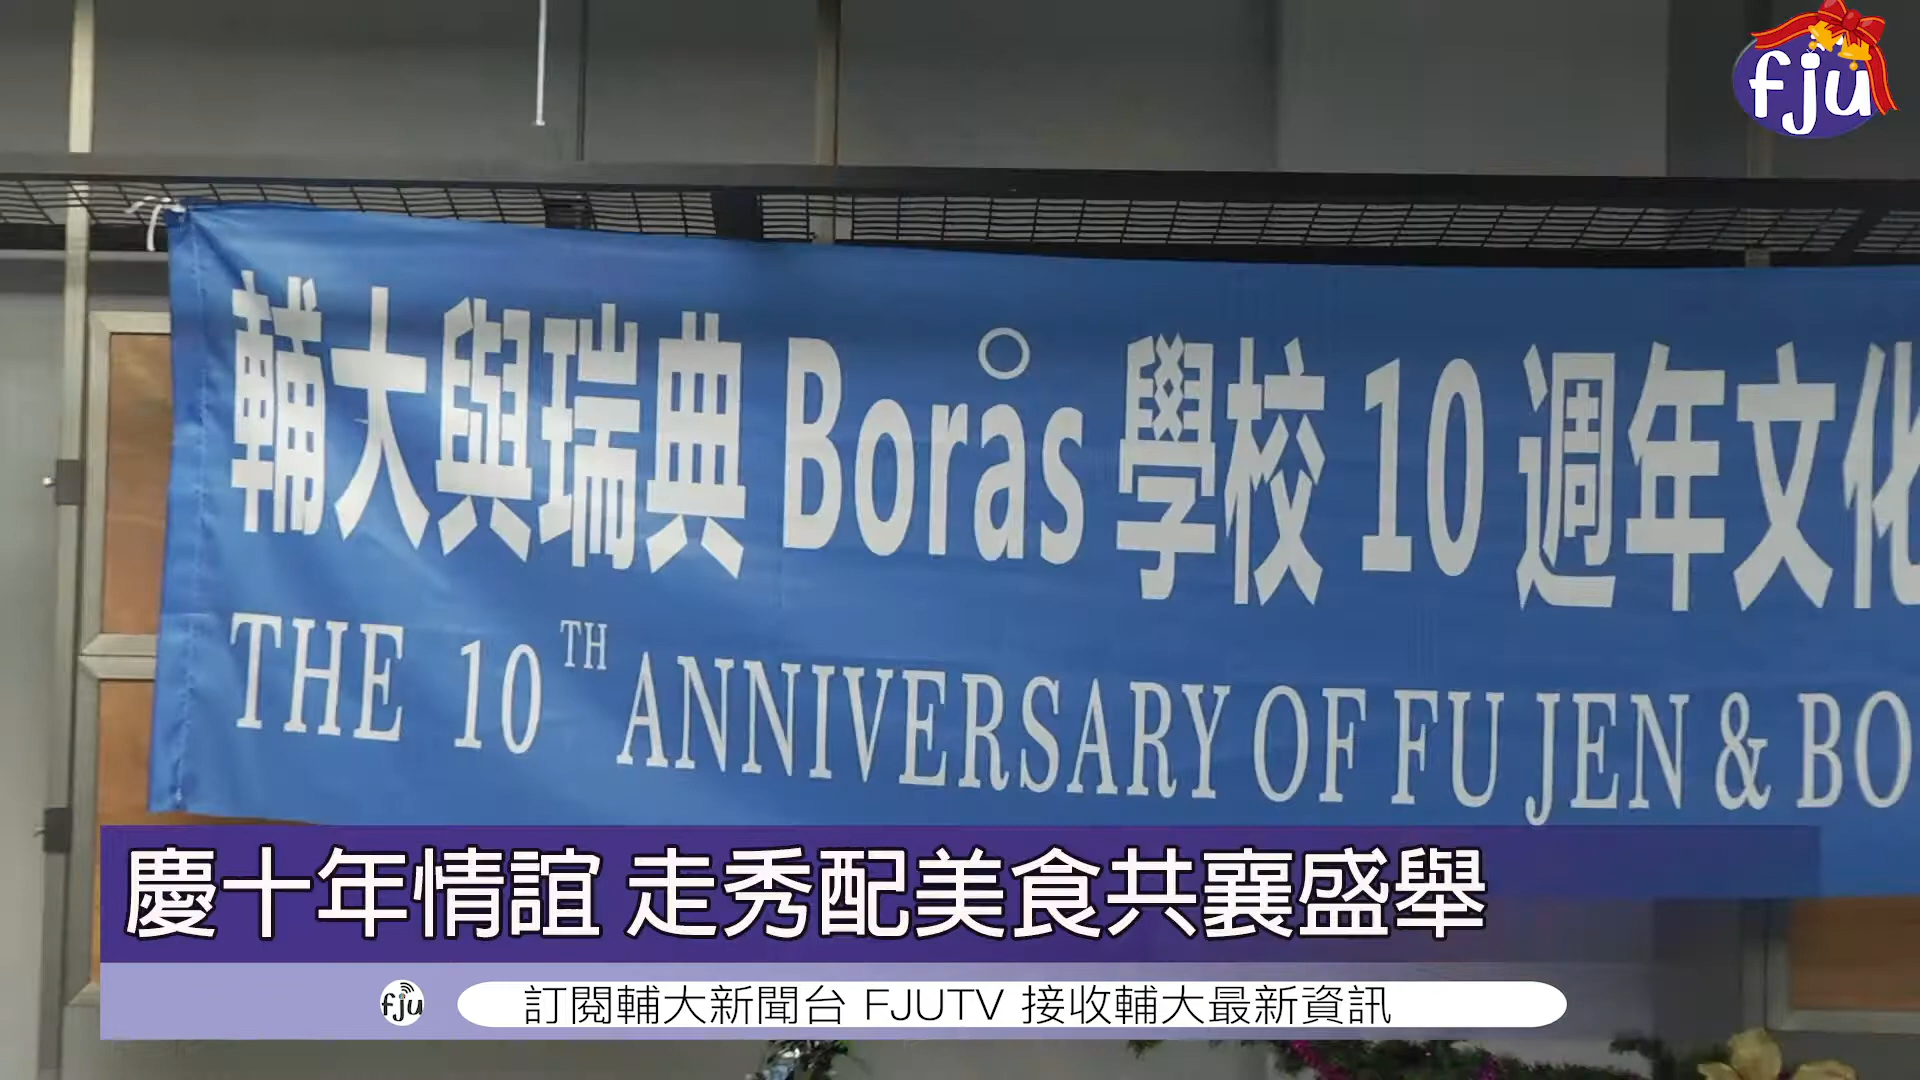 fju
輔大與瑞典 Borås 學校 10 週年文化
THE 10TH ANNIVERSARY OF FU JEN & BO
慶十年情誼 走秀配美食共襄盛舉
fju 訂閱輔大新聞台 FJUTV 接收輔大最新資訊